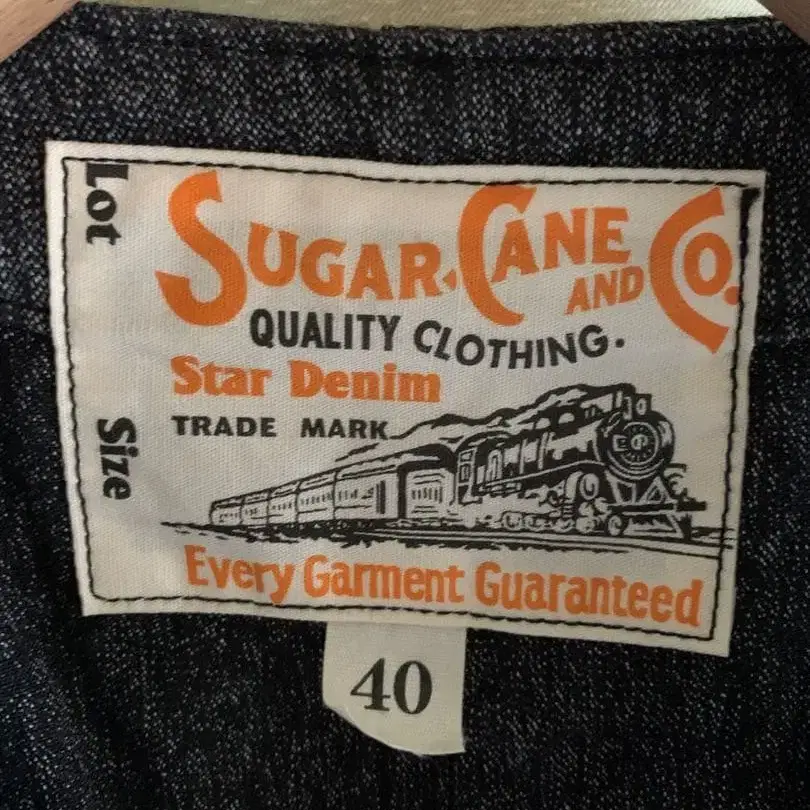 Lot
SUGAR CANE AND CO.
QUALITY CLOTHING.
Star Denim
TRADE MARK
Size
Every Garment Guaranteed
40